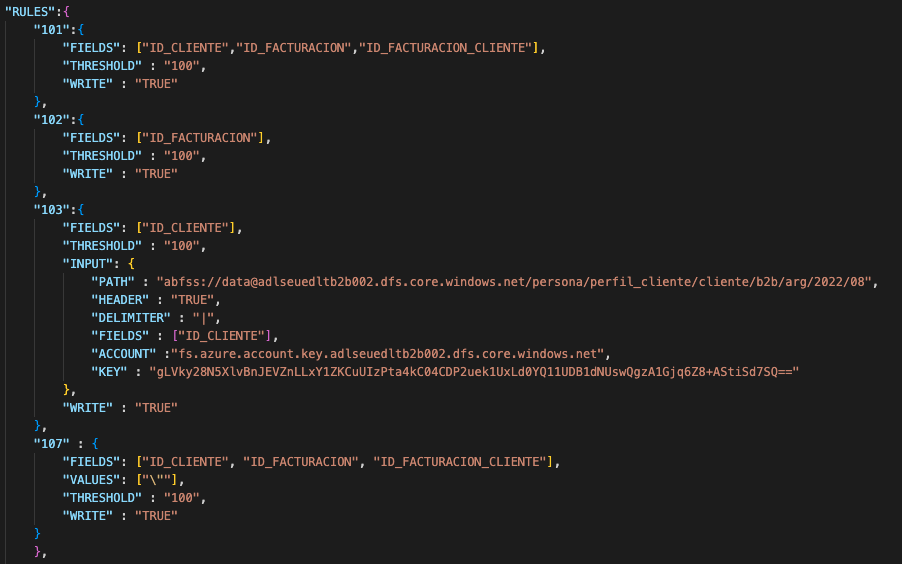 "RULES":{
"101":{
"FIELDS": ["ID_CLIENTE","ID_FACTURACION","ID_FACTURACION_CLIENTE"],
"THRESHOLD" : "100",
"WRITE" : "TRUE"
},
"102":{
"FIELDS": ["ID_FACTURACION"],
"THRESHOLD" : "100",
"WRITE" : "TRUE"
},
"103":{
"FIELDS": ["ID_CLIENTE"],
"THRESHOLD" : "100",
"INPUT": {
"PATH" : "abfss://data@adlseuedltb2b002.dfs.core.windows.net/persona/perfil_cliente/cliente/b2b/arg/2022/08",
"HEADER" : "TRUE",
"DELIMITER" : "|",
"FIELDS" : ["ID_CLIENTE"],
"ACCOUNT" :"fs.azure.account.key.adlseuedltb2b002.dfs.core.windows.net",
"KEY" : "gLVky28N5XlvBnJEVZnLLxY1ZKCuUIzPta4kC04CDP2uek1UxLd0YQ11UDB1dNUswQgzA1Gjq6Z8+AStiSd7SQ=="
},
"WRITE" : "TRUE"
},
"107" : {
"FIELDS": ["ID_CLIENTE", "ID_FACTURACION", "ID_FACTURACION_CLIENTE"],
"VALUES": ["\""],
"THRESHOLD" : "100",
"WRITE" : "TRUE"
}
},